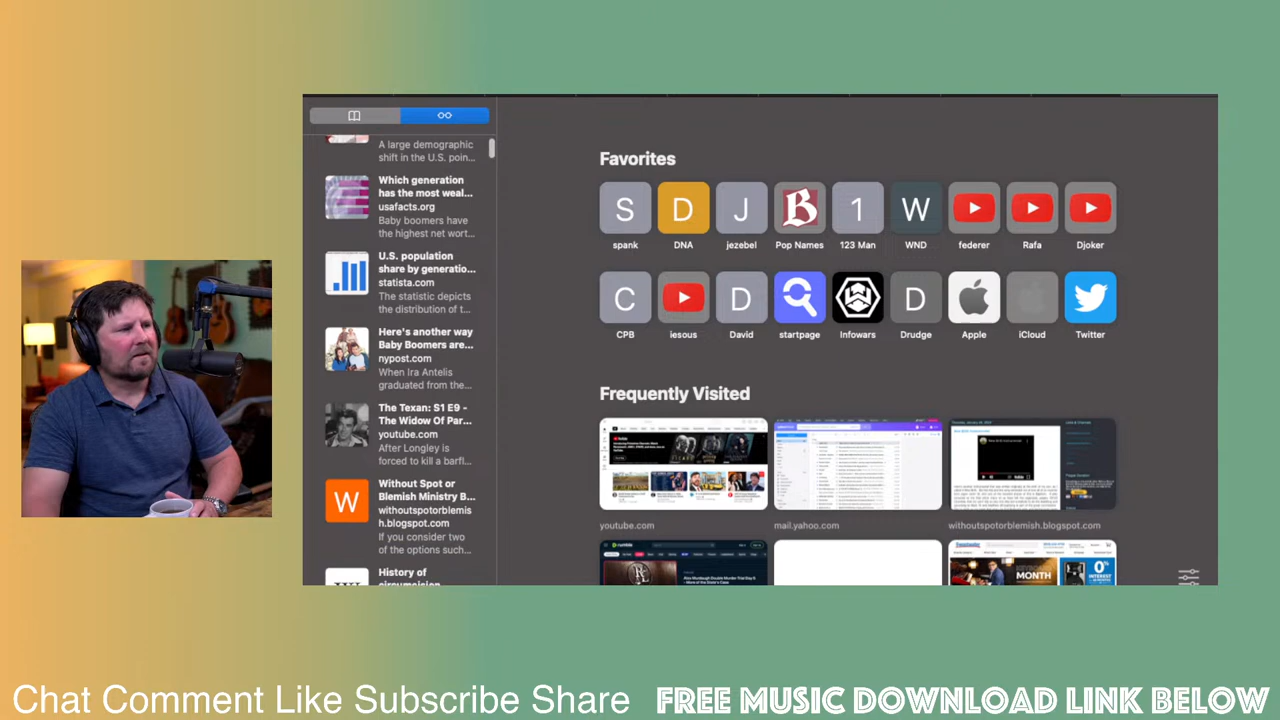 A large demographic
shift in the U.S. poin...
Which generation
has the most weal...
usafacts.org
Baby boomers have
the highest net wort...
U.S. population
share by generatio...
statista.com
The statistic depicts
the distribution of t...
Here's another way
Baby Boomers are...
nypost.com
When Ira Antelis
graduated from the...
The Texan: S1 E9 -
The Widow Of Par...
youtube.com
After Longley is
forced to kill a barfl...
W
Without Spot or
Blemish Ministry B...
withoutspotorblemis
h.blogspot.com
If you consider two
of the options such...
History of
circumcision
Favorites
S
D
J
B
1
W
spank
DNA
jezebel
Pop Names
123 Man
WND
federer
Rafa
Djoker
C
D
D
CPB
iesous
David
startpage
Infowars
Drudge
Apple
iCloud
Twitter
Frequently Visited
youtube.com
mail.yahoo.com
withoutspotorblemish.blogspot.com
MONTH
0%
INTEREST
Chat Comment Like Subscribe Share
FREE MUSIC DOWNLOAD LINK BELOW